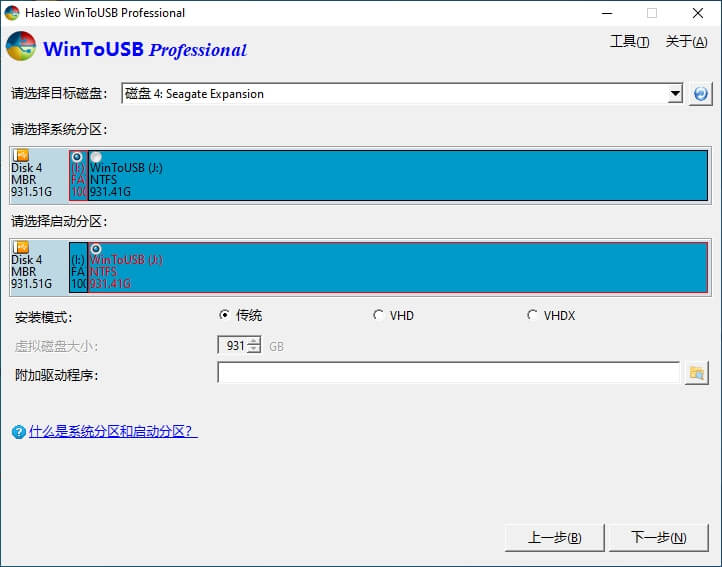 Hasleo WinToUSB Professional
WinToUSB Professional
工具(T) 关于(A)
请选择目标磁盘: 磁盘 4: Seagate Expansion
请选择系统分区:
Disk 4
MBR
931.51G
(I:)
FA
100
WinToUSB (J:)
NTFS
931.41G
请选择启动分区:
Disk 4
MBR
931.51G
(I:)
FA
100
WinToUSB (J:)
NTFS
931.41G
安装模式: 传统 VHD VHDX
虚拟磁盘大小: 931 GB
附加驱动程序:
什么是系统分区和启动分区?
上一步(B) 下一步(N)